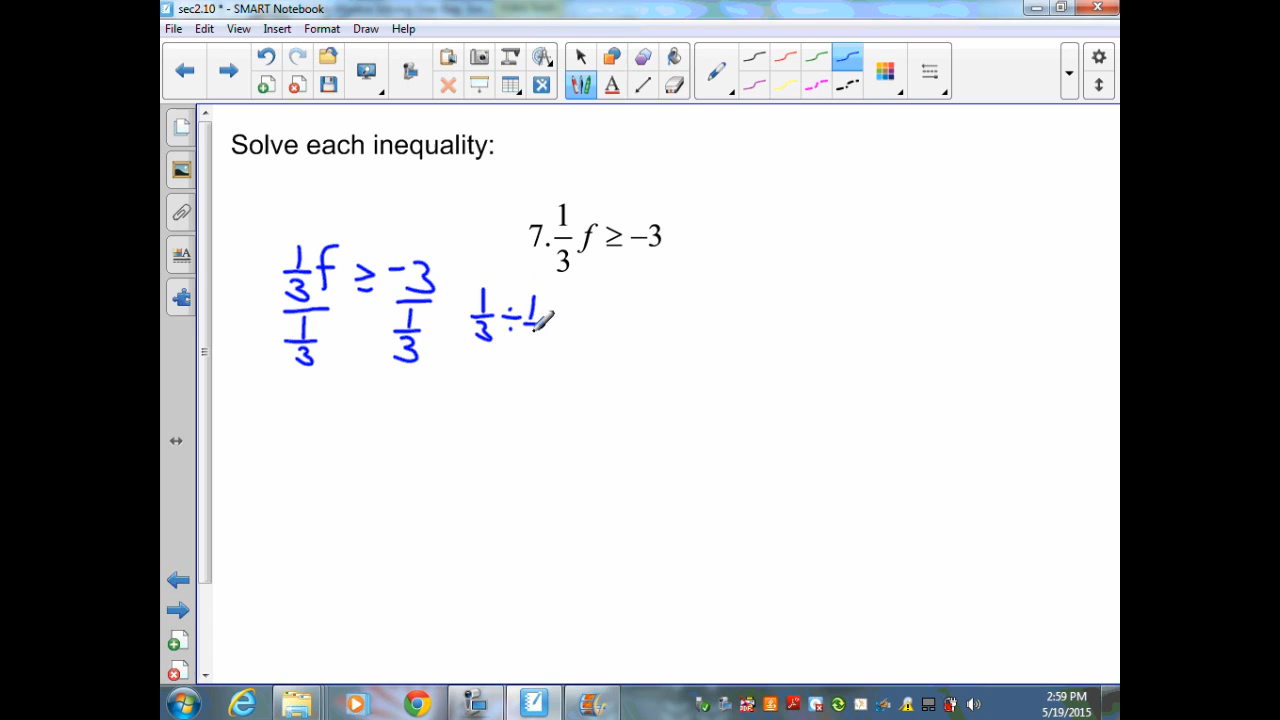 sec2.10 * - SMART Notebook
File Edit View Insert Format Draw Help
Solve each inequality:
7. 1/3 f ≥ –3
1/3 f ≥ -3
1/3 1/3
1/3 ÷ 1
2:59 PM
5/19/2015